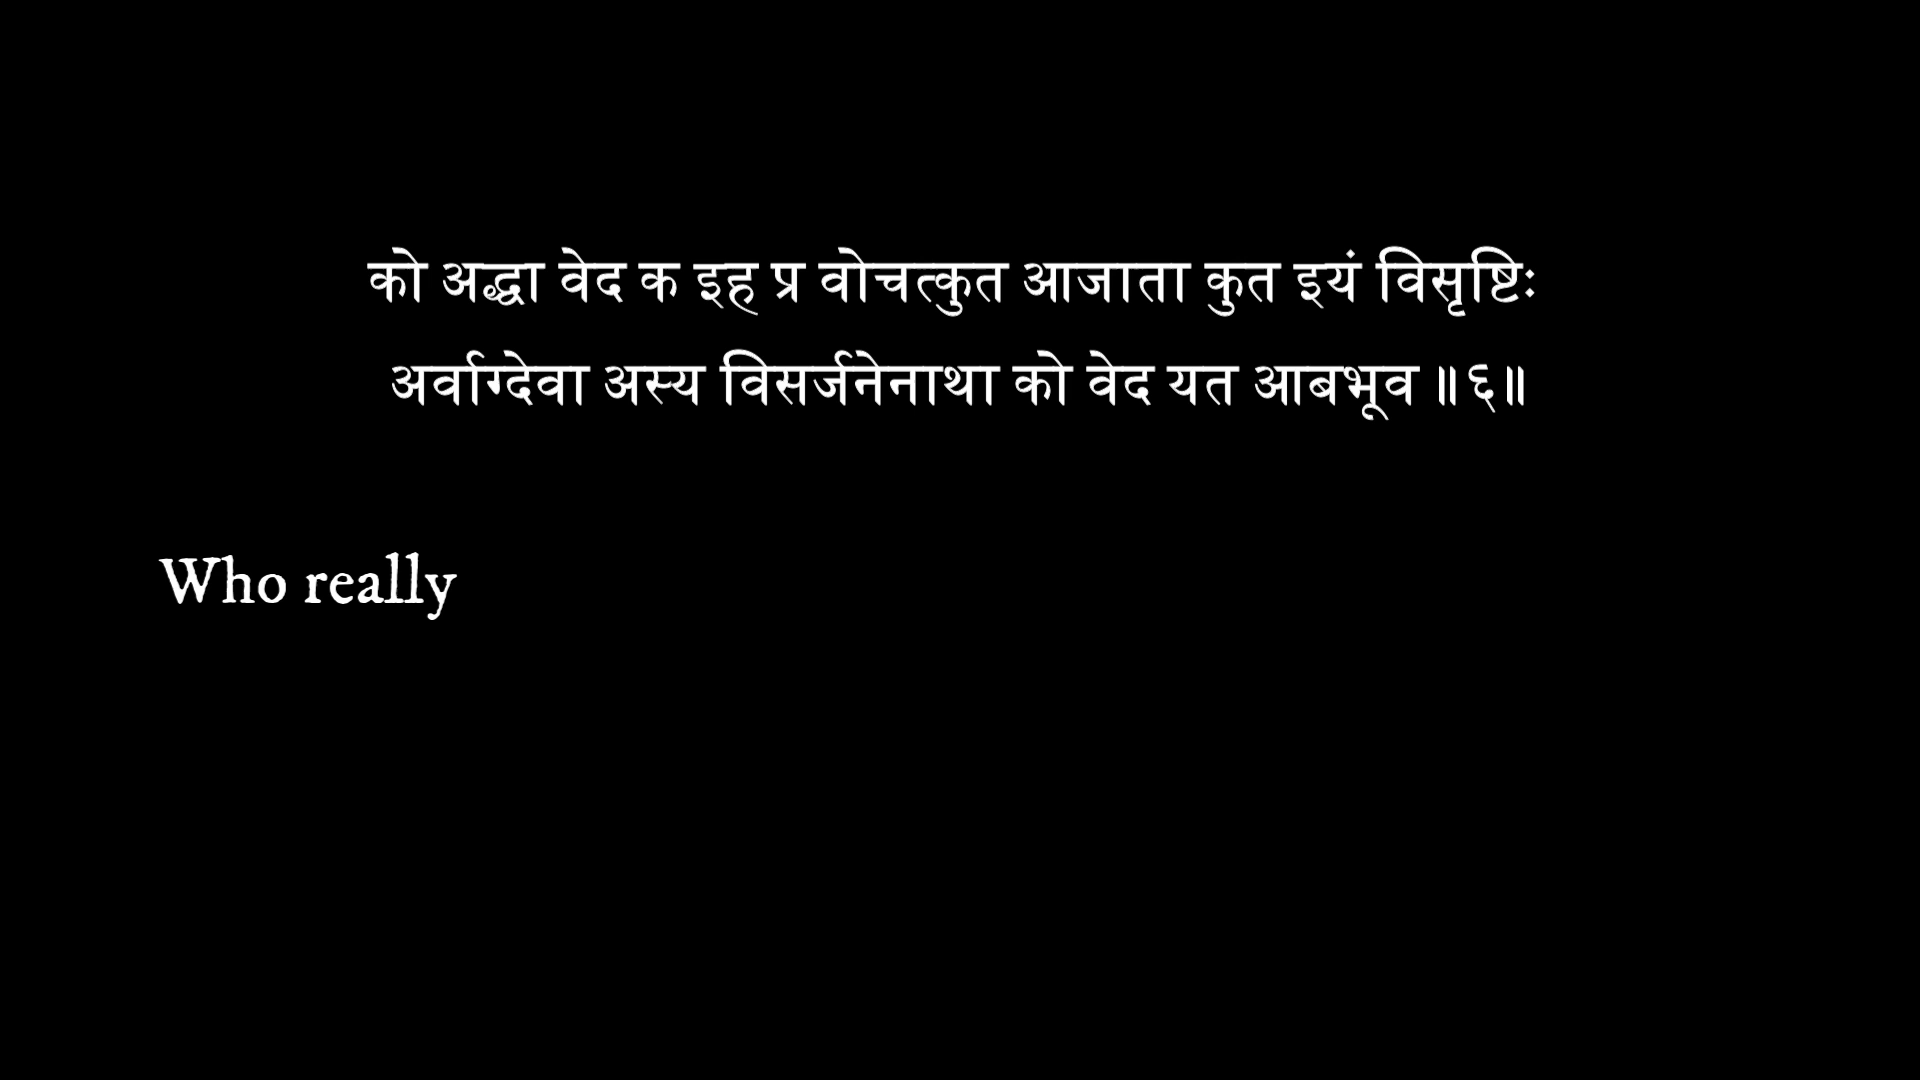 को अद्धा वेद क इह प्र वोचत्कुत आजाता कुत इयं विसृष्टिः
अर्वाग्देवा अस्य विसर्जनेनाथा को वेद यत आबभूव ॥६॥
Who really